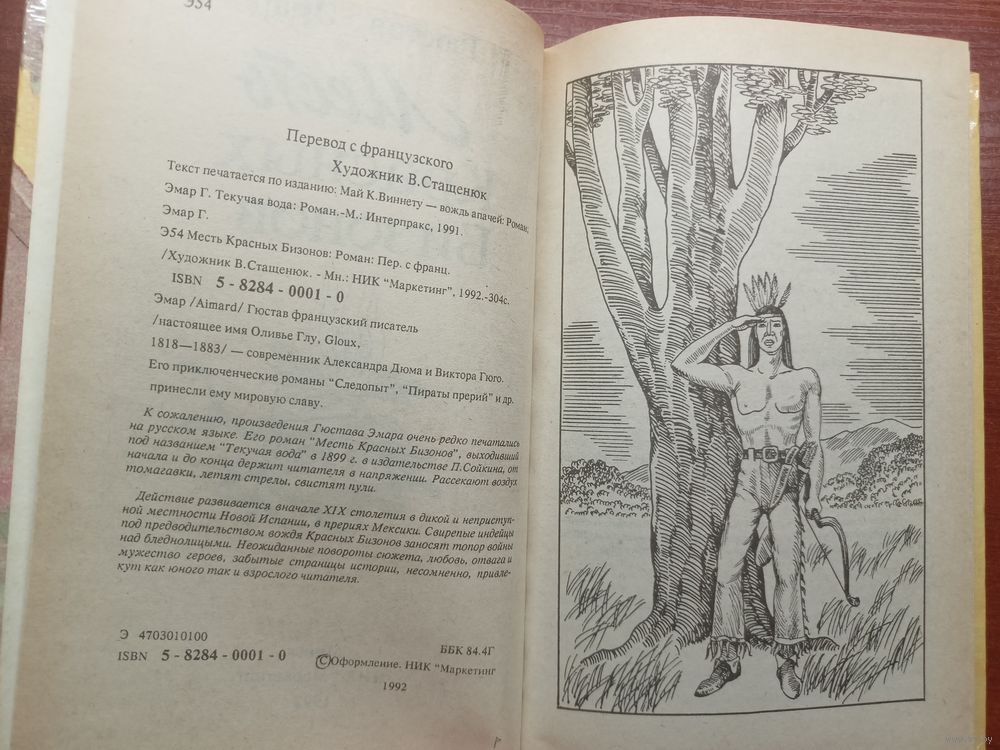 Э54
Перевод с французского
Художник В.Стащенюк
Текст печатается по изданию: Май К.Виннету — вождь апачей: Роман;
Эмар Г. Текучая вода: Роман.-М.: Интерпракс, 1991.
Эмар Г.
Э54 Месть Красных Бизонов: Роман: Пер. с франц.
/Художник В.Стащенюк. - Мн.: НИК "Маркетинг", 1992.-304с.
ISBN 5 - 8284 - 0001 - 0
Эмар /Aimard/ Гюстав французский писатель
/настоящее имя Оливье Глу, Gloux,
1818—1883/ — современник Александра Дюма и Виктора Гюго.
Его приключенческие романы "Следопыт", "Пираты прерий" и др.
принесли ему мировую славу.
К сожалению, произведения Гюстава Эмара очень редко печатались
на русском языке. Его роман "Месть Красных Бизонов", выходивший
под названием "Текучая вода" в 1899 г. в издательстве П.Сойкина, от
начала и до конца держит читателя в напряжении. Рассекают воздух
томагавки, летят стрелы, свистят пули.
Действие развивается вначале XIX столетия в дикой и неприступ-
ной местности Новой Испании, в прериях Мексики. Свирепые индейцы
под предводительством вождя Красных Бизонов заносят топор войны
над бледнолицыми. Неожиданные повороты сюжета, любовь, отвага и
мужество героев, забытые страницы истории, несомненно, привле-
кут как юного так и взрослого читателя.
Э 4703010100
ББК 84.4Г
ISBN 5 - 8284 - 0001 - 0
©Оформление. НИК "Маркетинг
1992